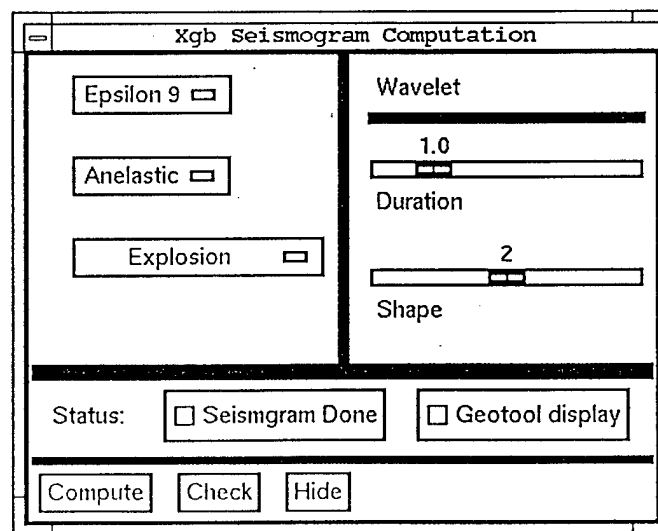 Xgb Seismogram Computation
Epsilon 9
Anelastic
Explosion
Wavelet
1.0
Duration
2
Shape
Status: Seismgram Done Geotool display
Compute Check Hide